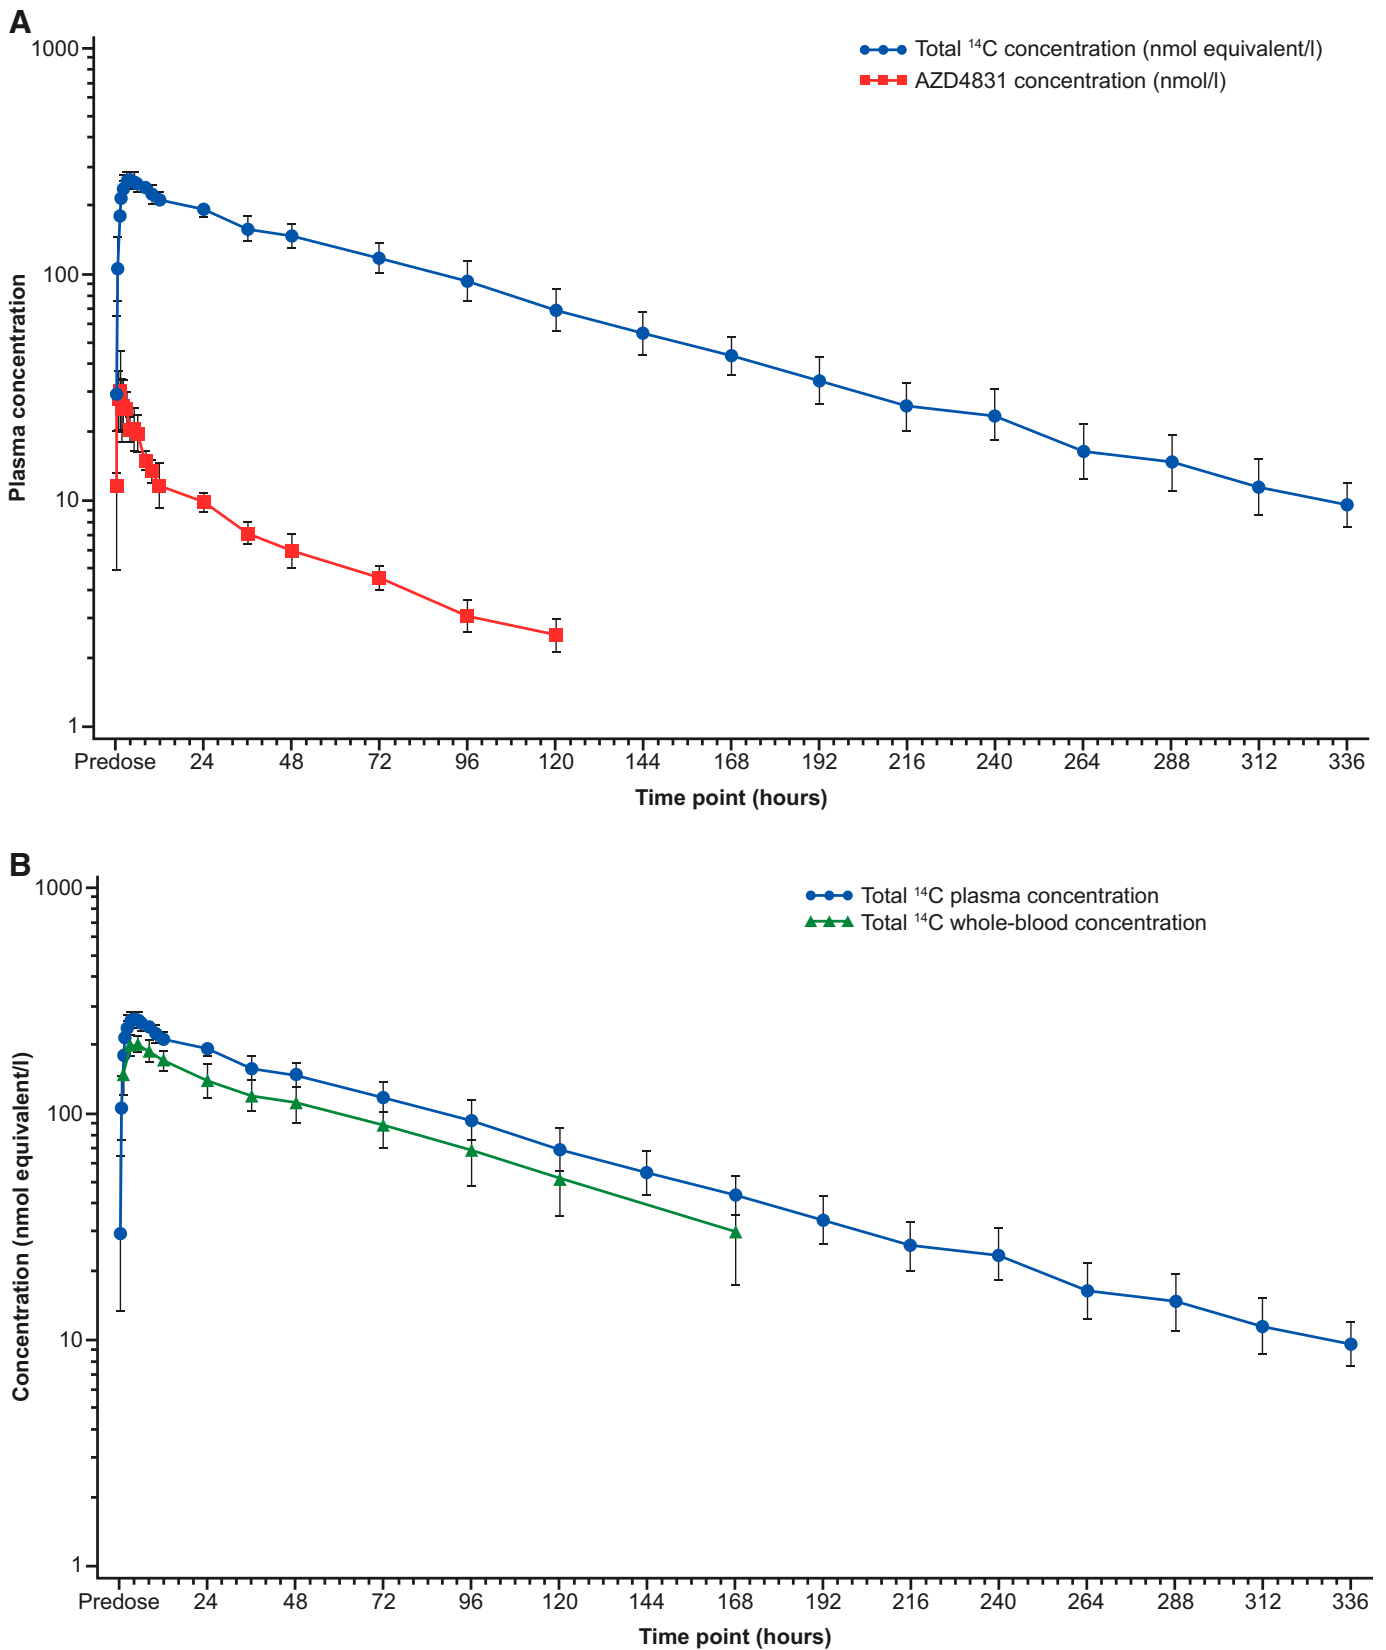 A
Total ¹⁴C concentration (nmol equivalent/l)
AZD4831 concentration (nmol/l)
1000
100
10
1
Plasma concentration
Predose 24 48 72 96 120 144 168 192 216 240 264 288 312 336
Time point (hours)
B
Total ¹⁴C plasma concentration
Total ¹⁴C whole-blood concentration
1000
100
10
1
Concentration (nmol equivalent/l)
Predose 24 48 72 96 120 144 168 192 216 240 264 288 312 336
Time point (hours)